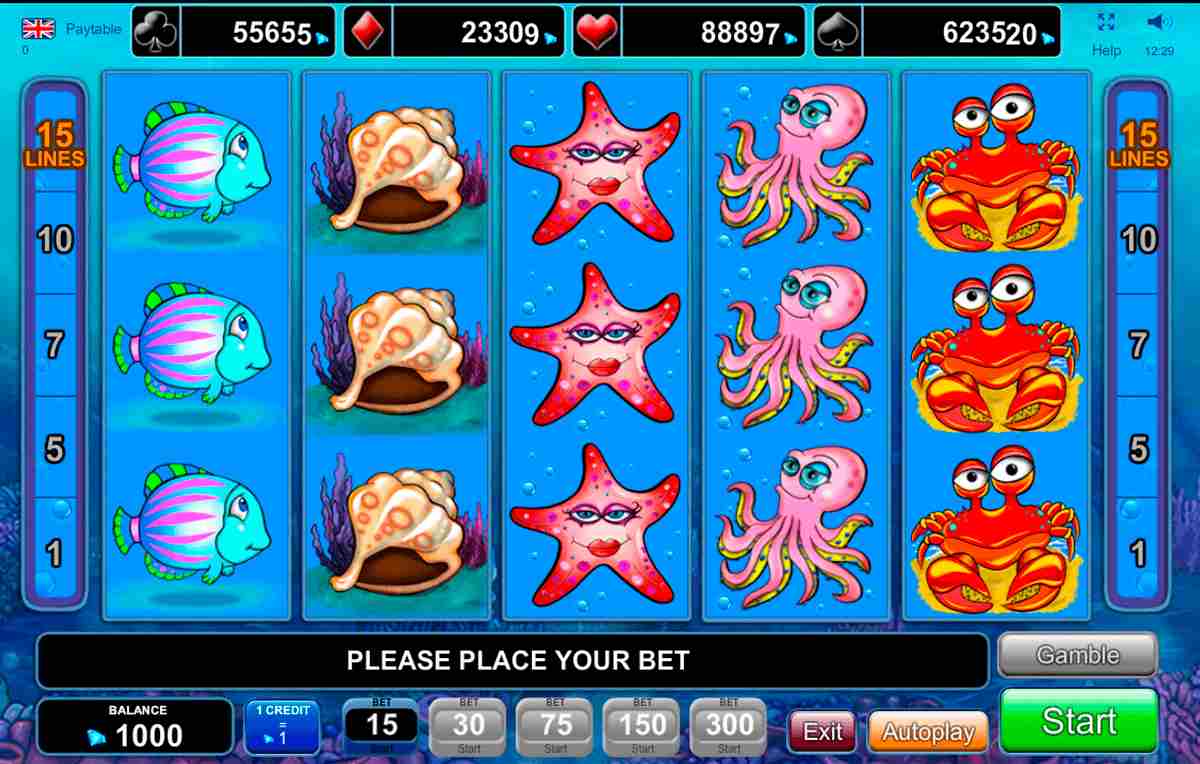 Paytable
0
55655
23309
88897
623520
Help
12:29
15
LINES
10
7
5
1
15
LINES
10
7
5
1
PLEASE PLACE YOUR BET
Gamble
BALANCE
1000
1 CREDIT
=
1
BET
15
Start
BET
30
Start
BET
75
Start
BET
150
Start
BET
300
Start
Exit
Autoplay
Start